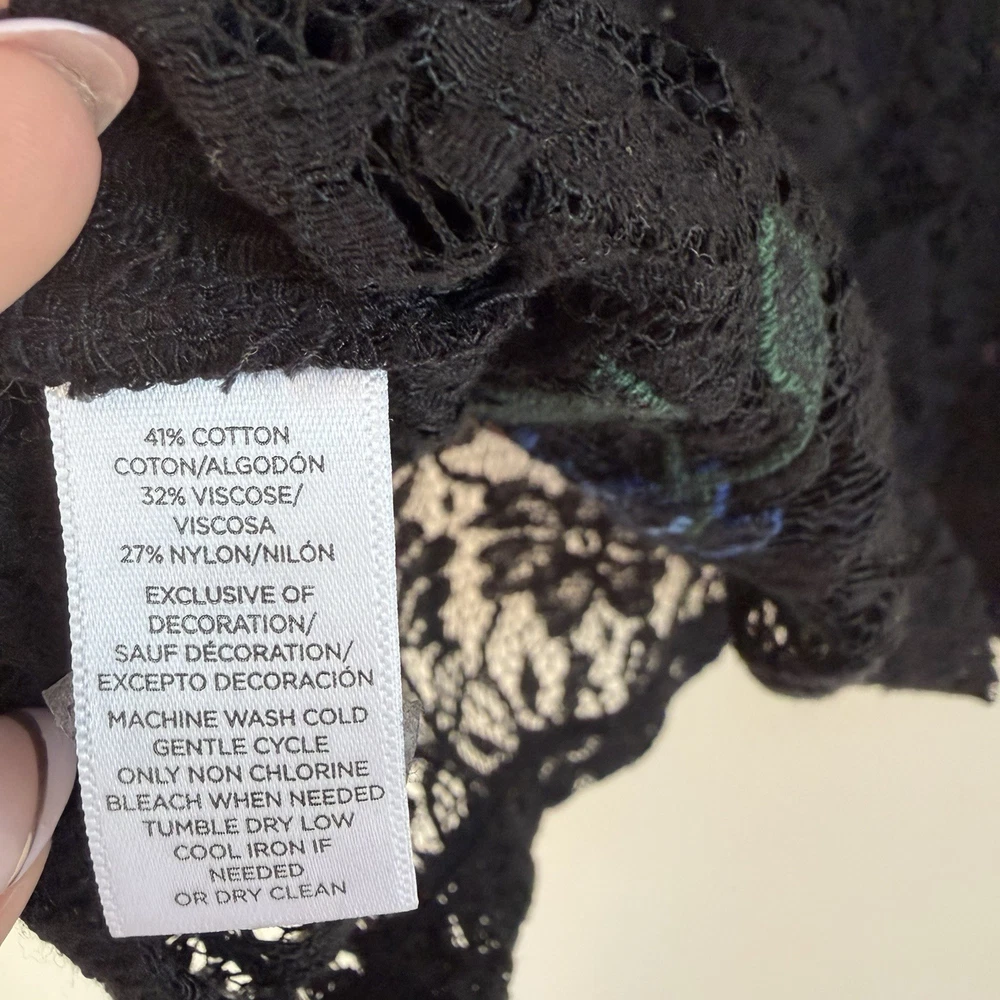 41% COTTON
COTON/ALGODÓN
32% VISCOSE/
VISCOSA
27% NYLON/NILÓN
EXCLUSIVE OF
DECORATION/
SAUF DÉCORATION/
EXCEPTO DECORACIÓN
MACHINE WASH COLD
GENTLE CYCLE
ONLY NON CHLORINE
BLEACH WHEN NEEDED
TUMBLE DRY LOW
COOL IRON IF
NEEDED
OR DRY CLEAN